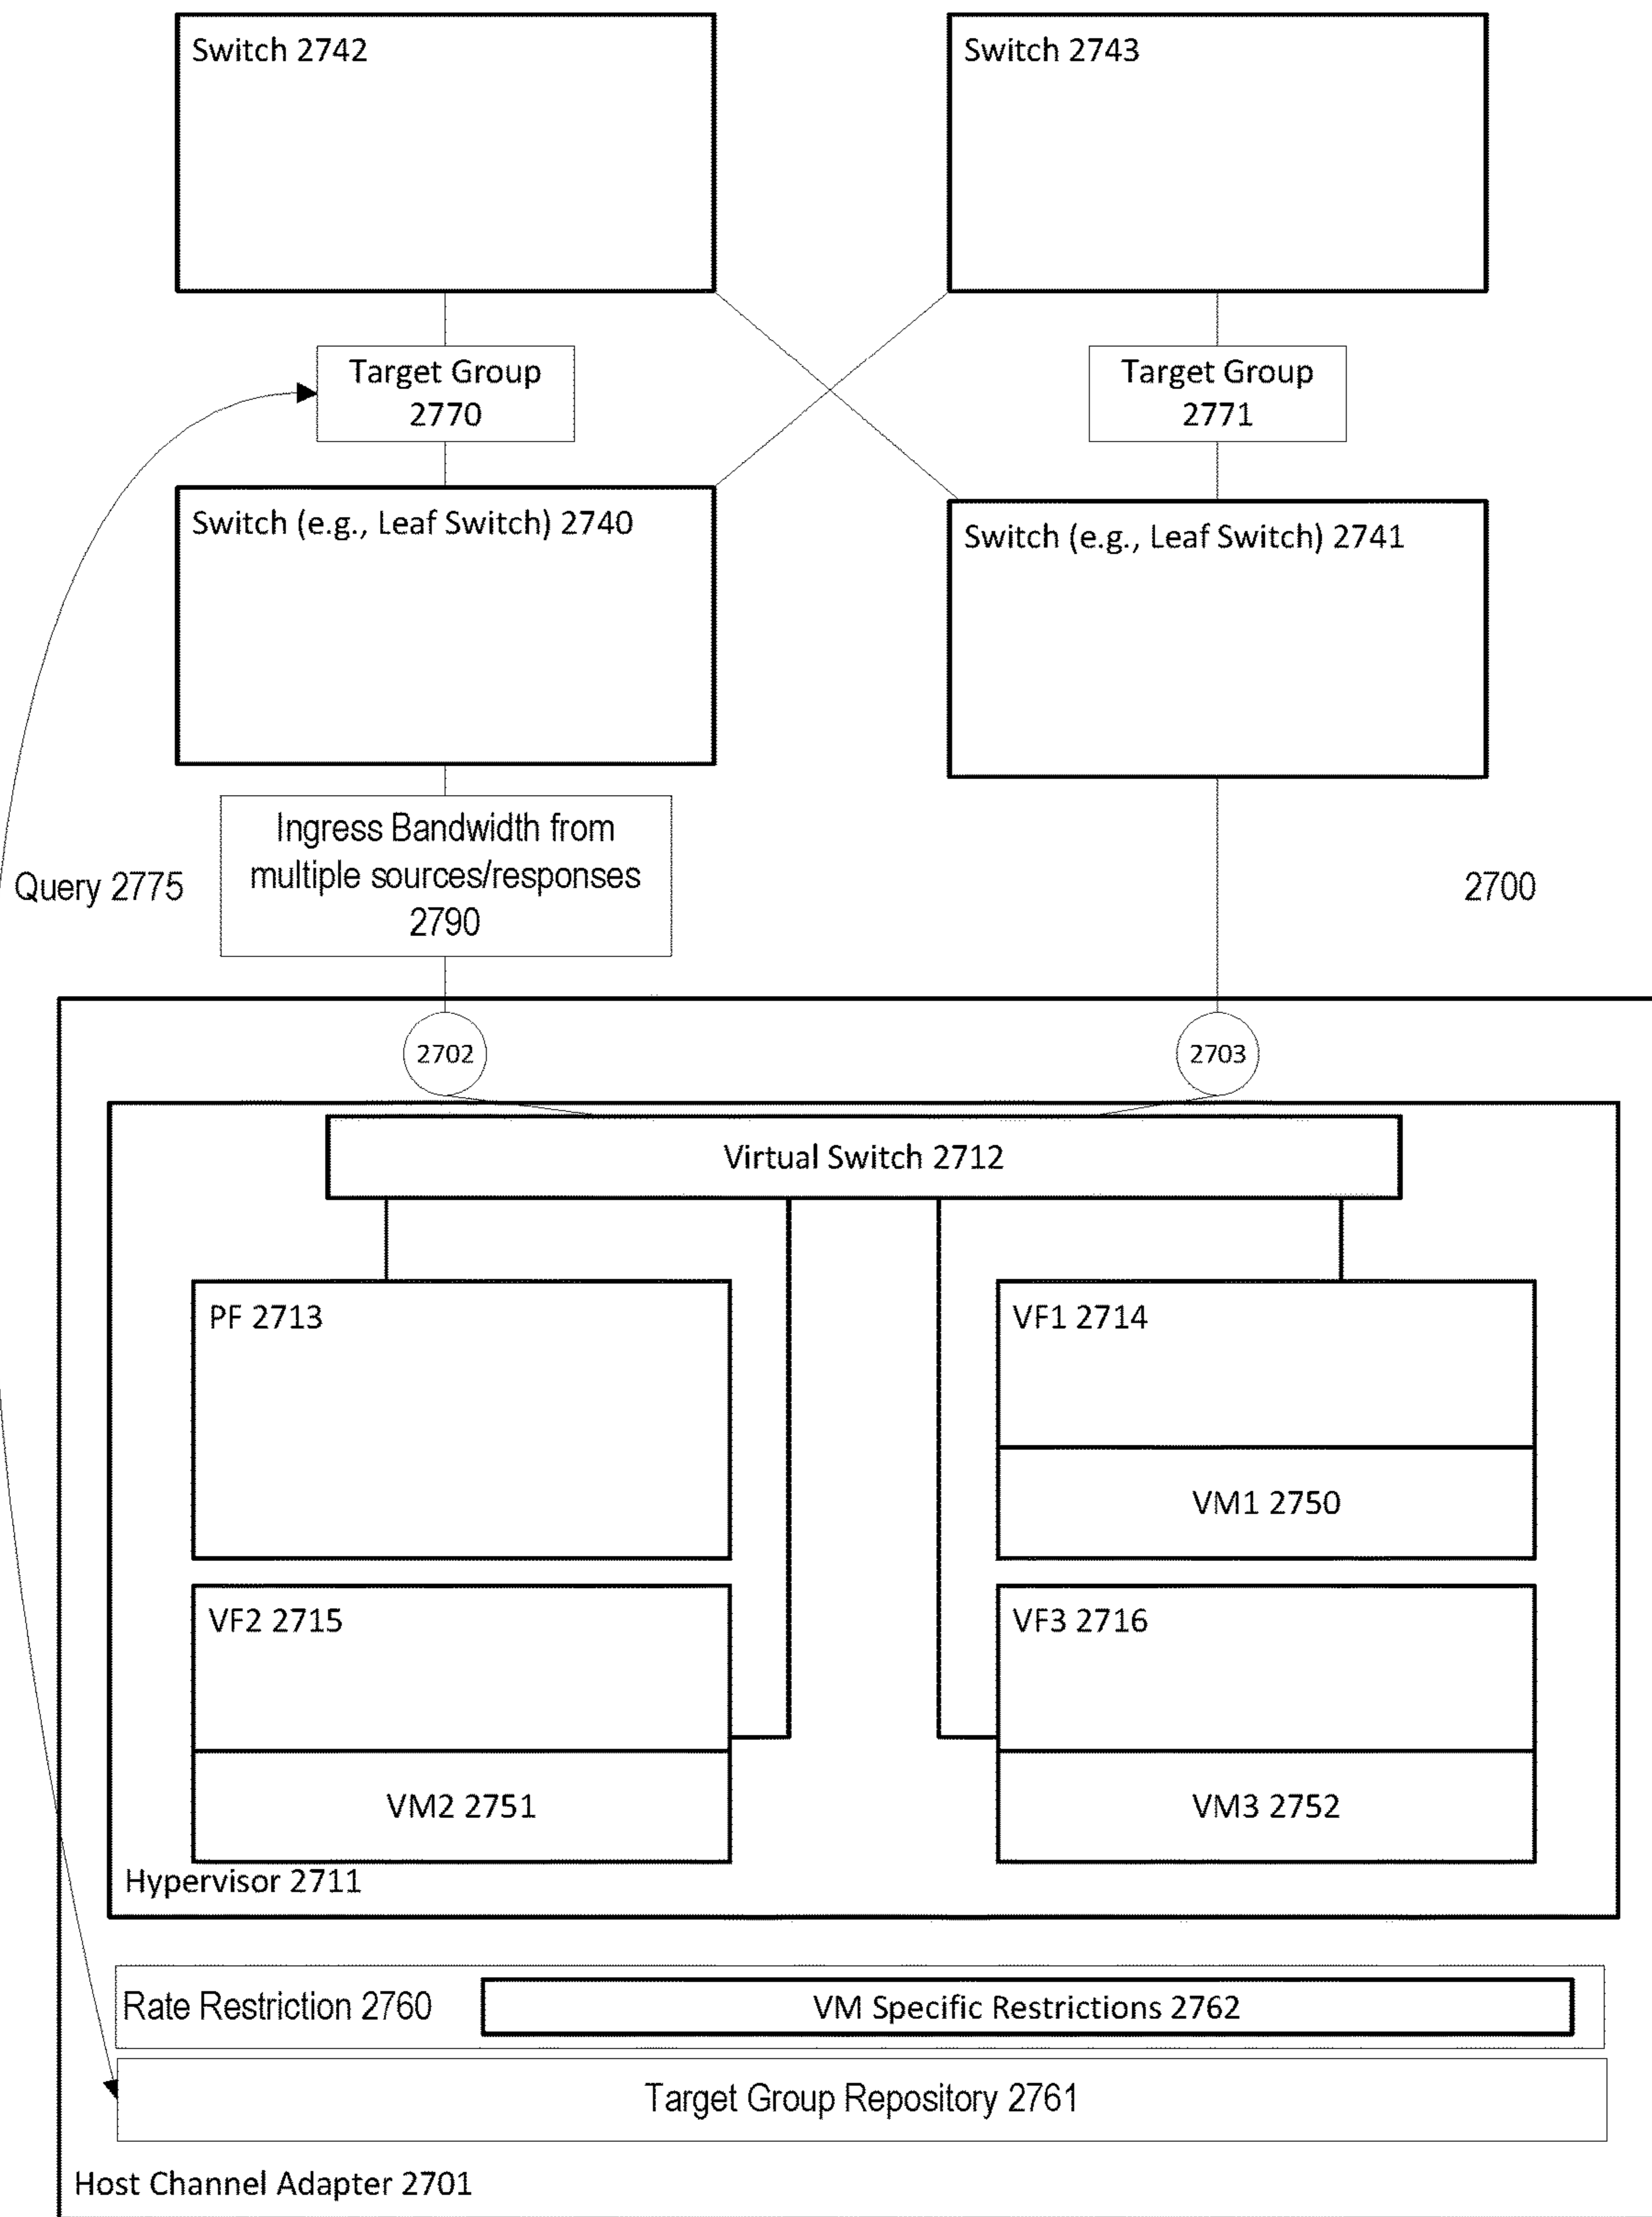 Switch 2742
Switch 2743
Target Group
2770
Target Group
2771
Switch (e.g., Leaf Switch) 2740
Switch (e.g., Leaf Switch) 2741
Ingress Bandwidth from
multiple sources/responses
2790
Query 2775
2700
2702
2703
Virtual Switch 2712
PF 2713
VF1 2714
VM1 2750
VF2 2715
VF3 2716
VM2 2751
VM3 2752
Hypervisor 2711
Rate Restriction 2760
VM Specific Restrictions 2762
Target Group Repository 2761
Host Channel Adapter 2701